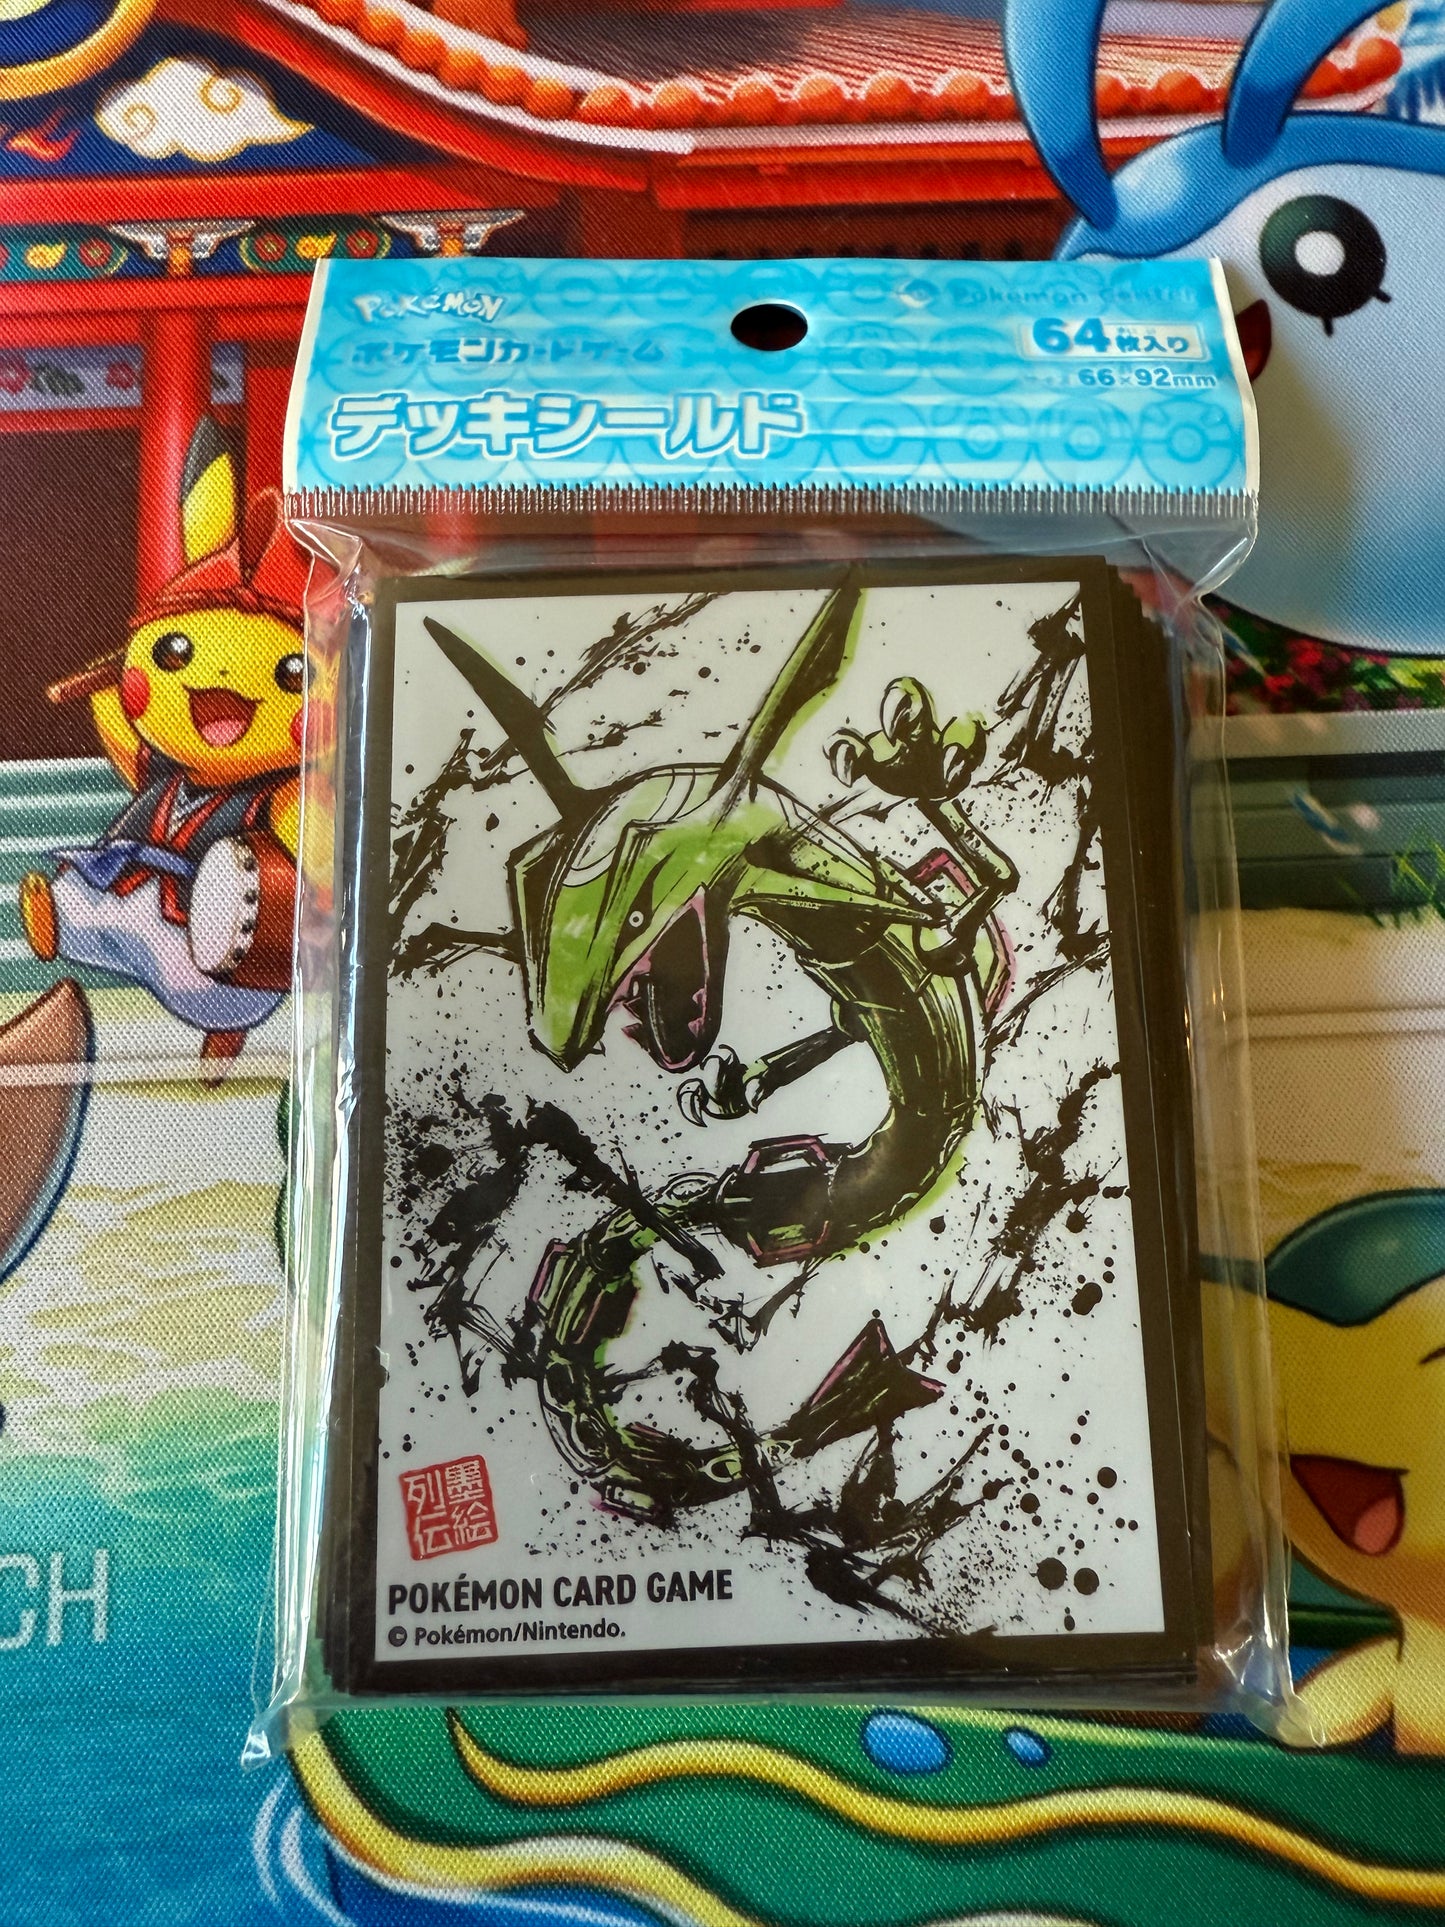 POKÉMON
Pokémon Center
ポケモンカードゲーム
64枚入り
66×92mm
デッキシールド
墨絵
列伝
POKÉMON CARD GAME
© Pokémon/Nintendo.
CH